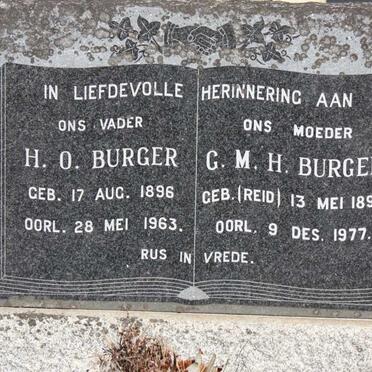 IN LIEFDEVOLLE HERINNERING AAN
ONS VADER
H. O. BURGER
GEB. 17 AUG. 1896
OORL. 28 MEI 1963.
ONS MOEDER
G. M. H.
GEB. (REID) 13 MEI
OORL. 9 DES. 1977.
RUS IN VREDE.